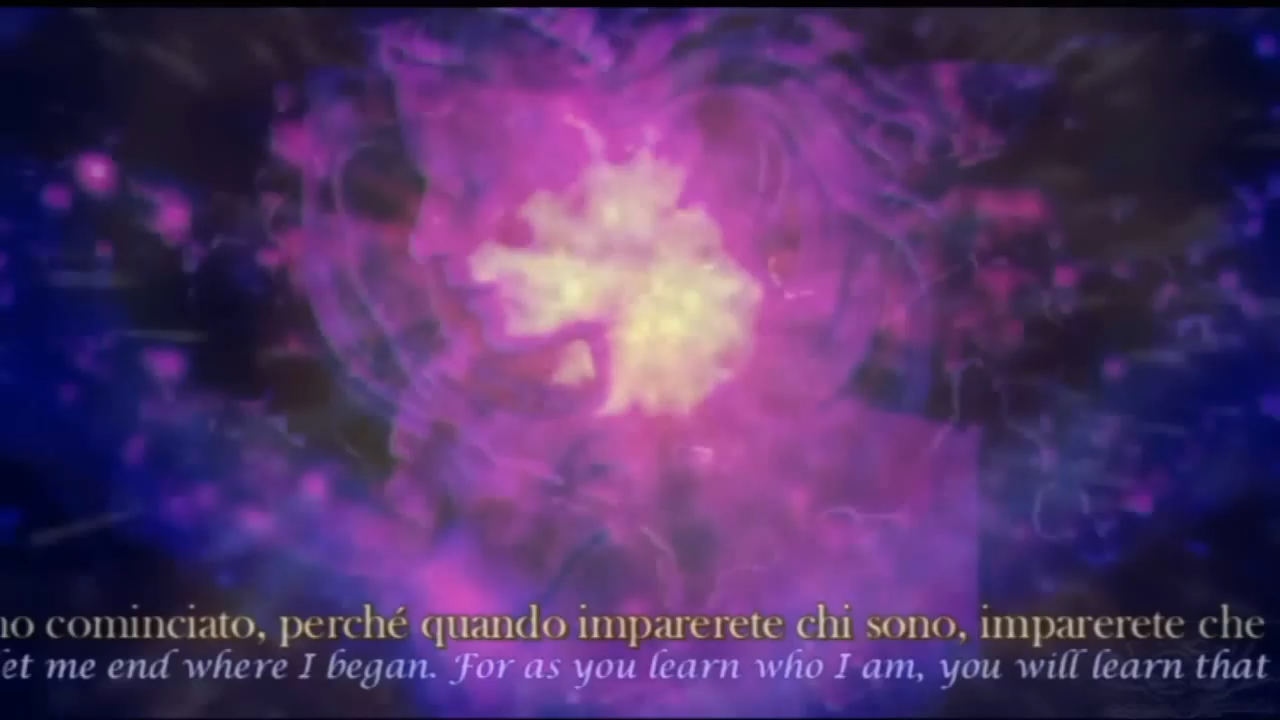 no cominciato, perché quando imparerete chi sono, imparerete che
let me end where I began. For as you learn who I am, you will learn that